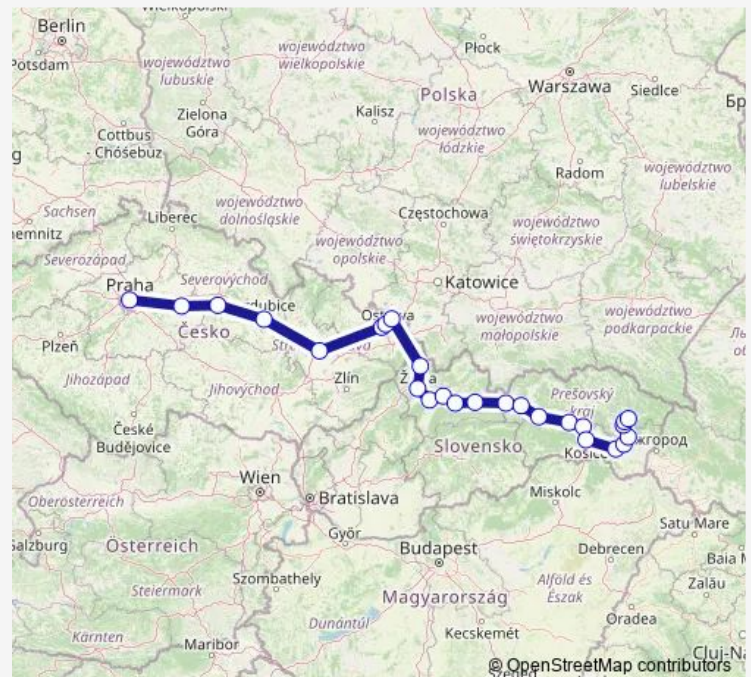 Berlin
Wielkopolski
Płock
Potsdam
województwo
lubuskie
województwo
wielkopolskie
Warszawa
Siedlce
Polska
Zielona
Góra
Kalisz
Cottbus
- Chóśebuz
województwo
łódzkie
Radom
województwo
lubelskie
Sachsen
województwo
dolnośląskie
Częstochowa
województwo
świętokrzyskie
Liberec
województwo
opolskie
Severozápad
Praha
Severovýchod
Katowice
województwo
małopolskie
województwo
podkarpackie
Česko
Plzeň
Zlín
Jihozápad
Jihovýchod
Prešovský
kraj
České
Budějovice
Slovensko
Wien
Bratislava
Miskolc
Oberösterreich
Győr
Satu Mare
Salzburg
Österreich
Budapest
Debrecen
Szombathely
Steiermark
Magyarország
Alföld és
Észak
Zalău
Dunántúl
Oradea
Kärnten
Maribor
Kecskemét
© OpenStreetMap contributors